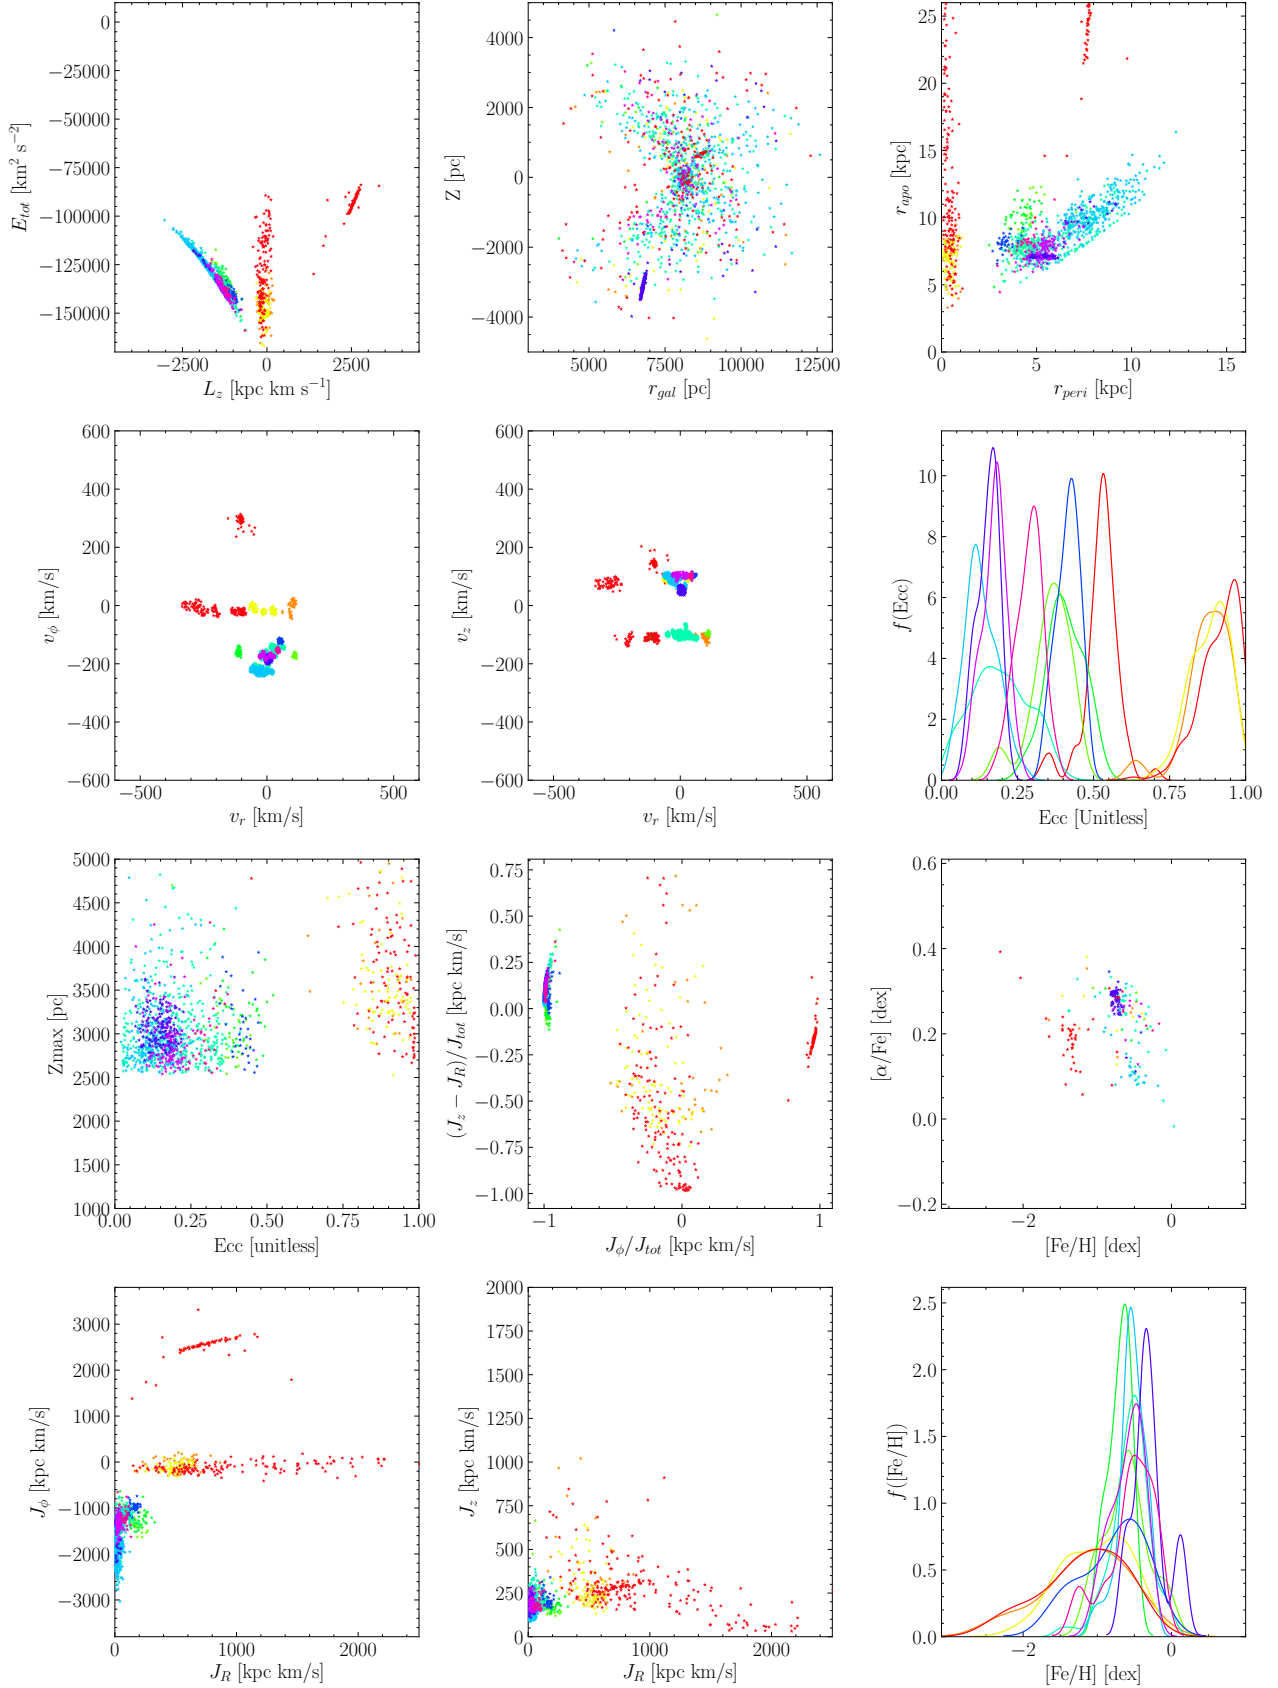 0
−25000
−50000
−75000
−100000
−125000
−150000
E_tot [km² s⁻²]
−2500 0 2500
L_z [kpc km s⁻¹]
4000
2000
0
−2000
−4000
Z [pc]
5000 7500 10000 12500
r_gal [pc]
25
20
15
10
5
0
r_apo [kpc]
0 5 10 15
r_peri [kpc]
600
400
200
0
−200
−400
−600
v_ϕ [km/s]
−500 0 500
v_r [km/s]
600
400
200
0
−200
−400
−600
v_z [km/s]
−500 0 500
v_r [km/s]
10
8
6
4
2
0
f(Ecc)
0.00 0.25 0.50 0.75 1.00
Ecc [Unitless]
5000
4500
4000
3500
3000
2500
2000
1500
1000
Zmax [pc]
0.00 0.25 0.50 0.75 1.00
Ecc [unitless]
0.75
0.50
0.25
0.00
−0.25
−0.50
−0.75
−1.00
(J_z − J_R)/J_tot [kpc km/s]
−1 0 1
J_ϕ/J_tot [kpc km/s]
0.6
0.4
0.2
0.0
−0.2
[α/Fe] [dex]
−2 0
[Fe/H] [dex]
3000
2000
1000
0
−1000
−2000
−3000
J_ϕ [kpc km/s]
0 1000 2000
J_R [kpc km/s]
2000
1750
1500
1250
1000
750
500
250
0
J_z [kpc km/s]
0 1000 2000
J_R [kpc km/s]
2.5
2.0
1.5
1.0
0.5
0.0
f([Fe/H])
−2 0
[Fe/H] [dex]